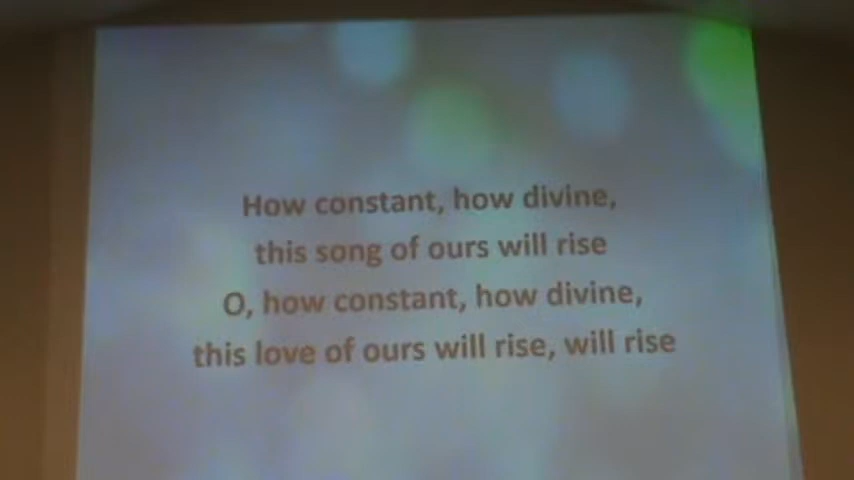 How constant, how divine,
this song of ours will rise
O, how constant, how divine,
this love of ours will rise, will rise